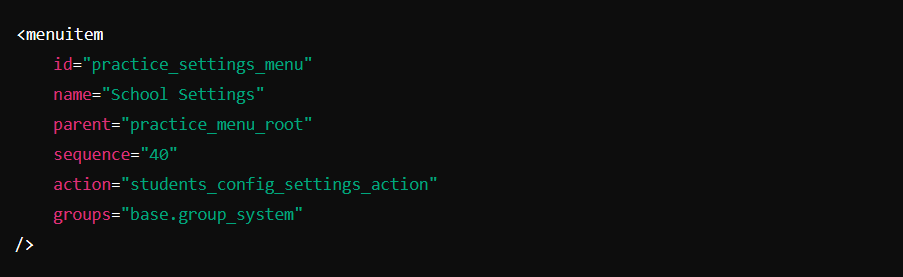 <menuitem
    id="practice_settings_menu"
    name="School Settings"
    parent="practice_menu_root"
    sequence="40"
    action="students_config_settings_action"
    groups="base.group_system"
/>